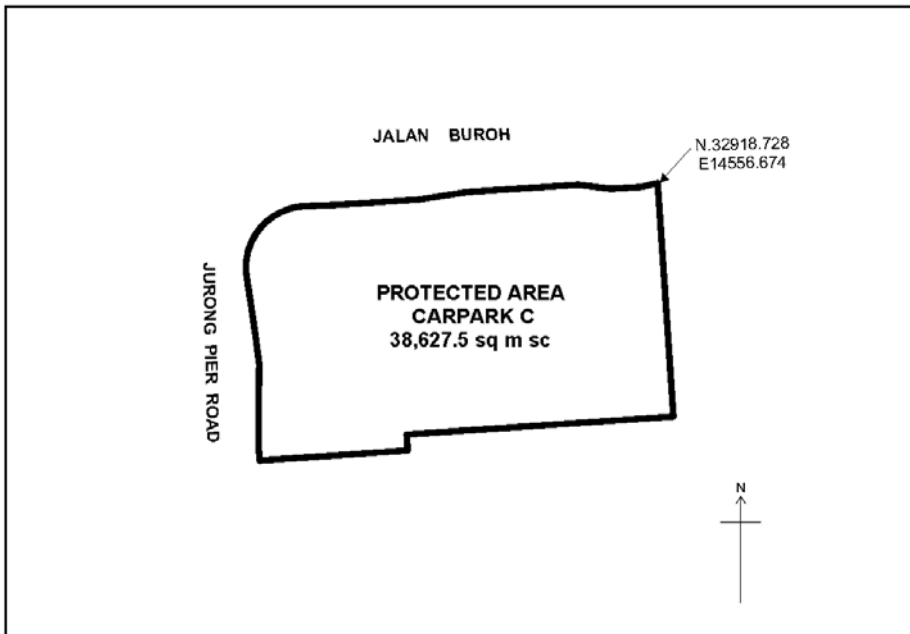 JALAN BUROH
N.32918.728
E14556.674
JURONG PIER ROAD
PROTECTED AREA
CARPARK C
38,627.5 sq m sc
N